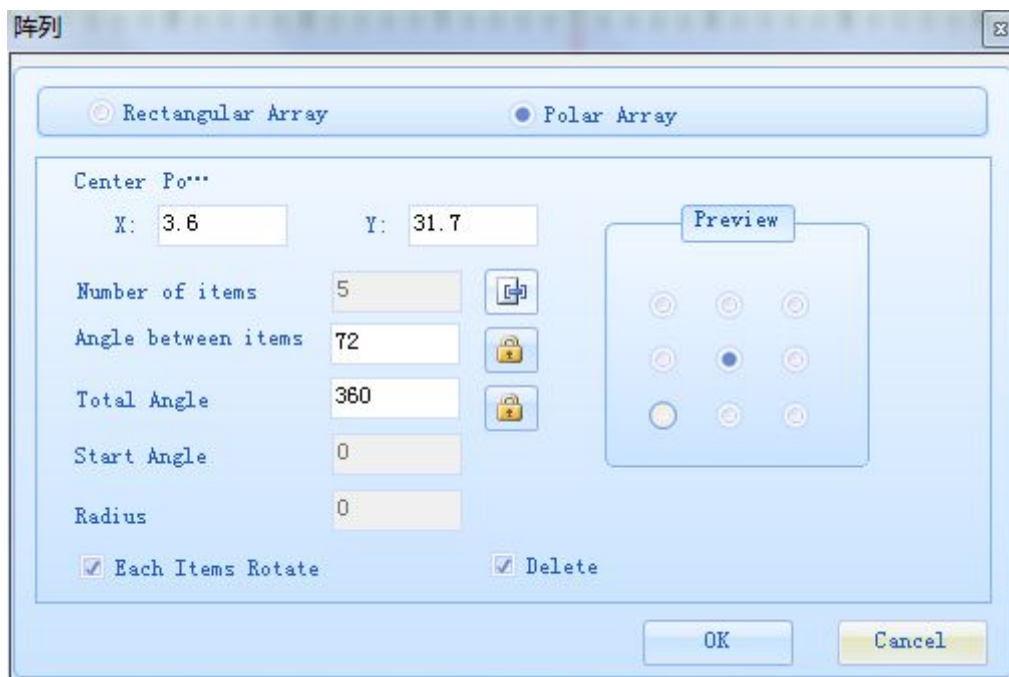 阵列
Rectangular Array Polar Array
Center Po…
X: 3.6 Y: 31.7
Preview
Number of items 5
Angle between items 72
Total Angle 360
Start Angle 0
Radius 0
Each Items Rotate Delete
OK Cancel